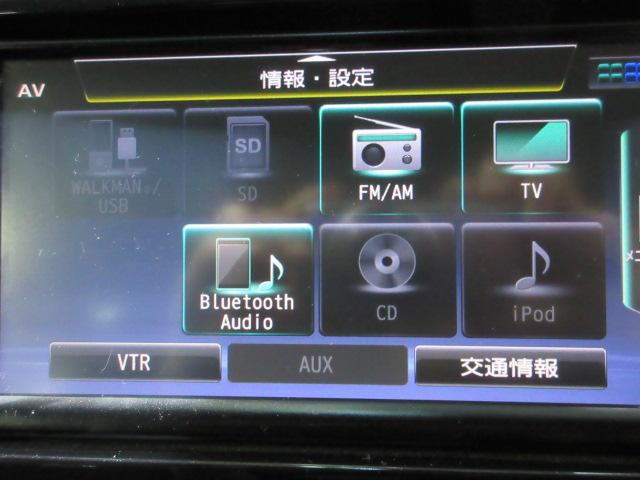 AV
情報・設定
WALKMAN®/
USB
SD
SD
FM/AM
TV
Bluetooth
Audio
CD
iPod
VTR
AUX
交通情報